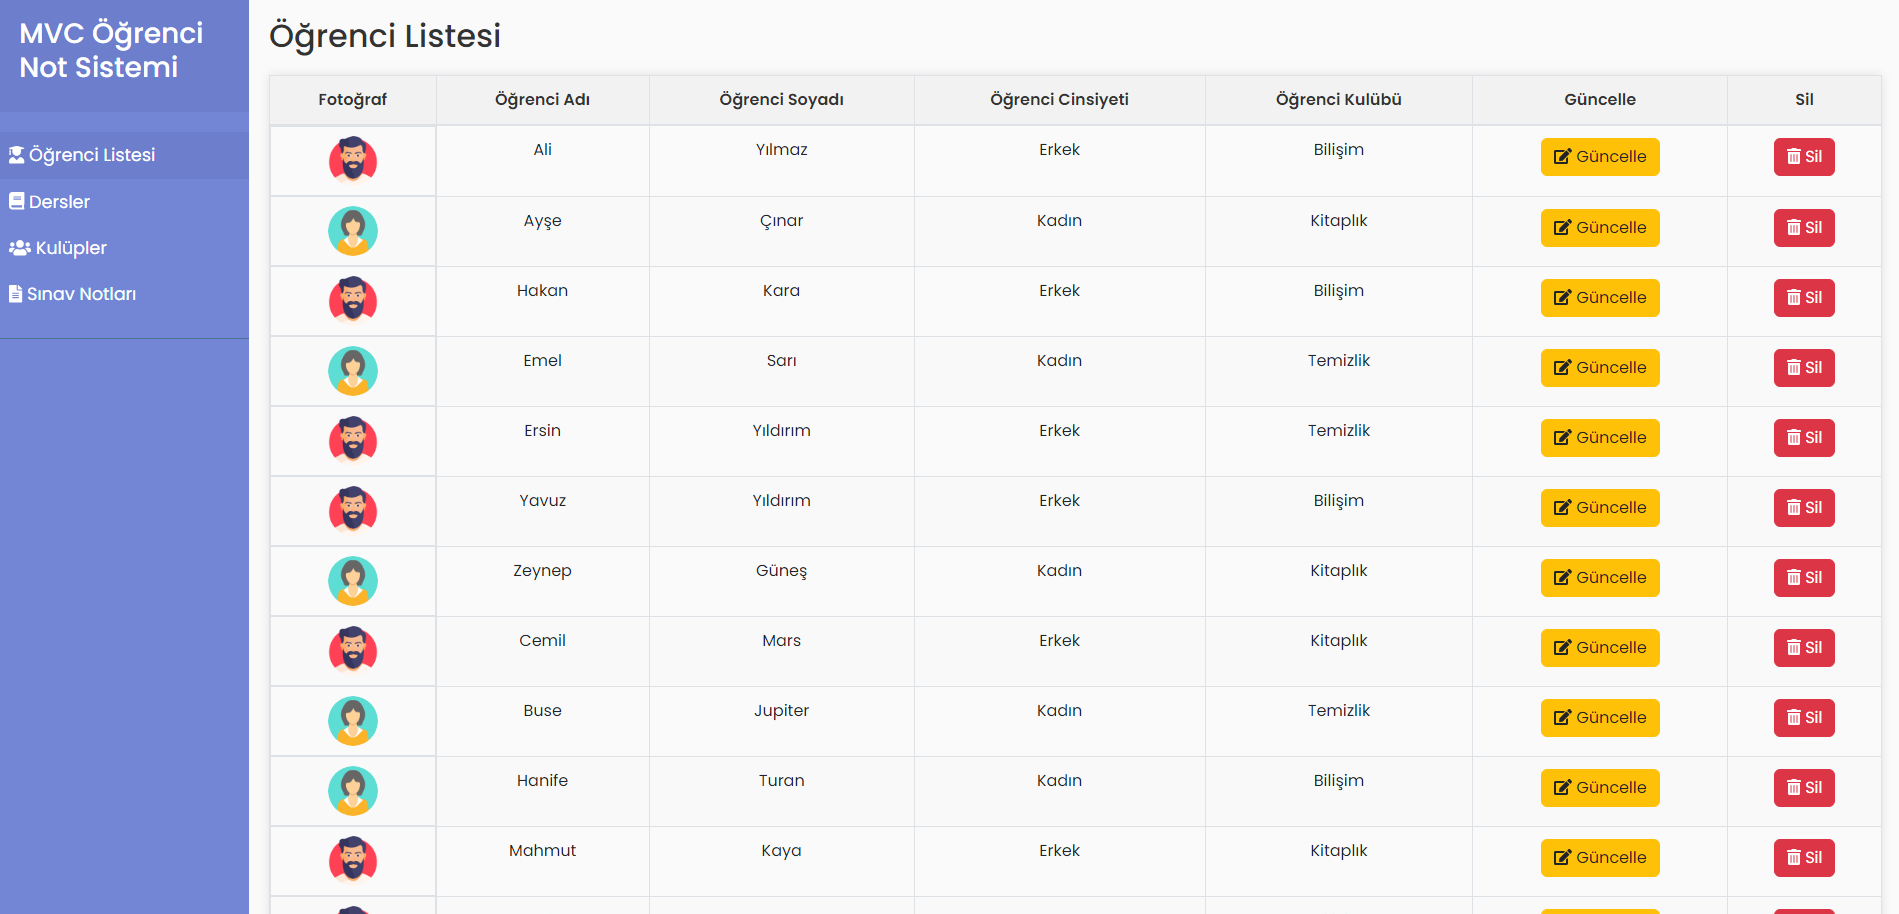 MVC Öğrenci
Not Sistemi
Öğrenci Listesi
Dersler
Kulüpler
Sınav Notları
Öğrenci Listesi
Fotoğraf Öğrenci Adı Öğrenci Soyadı Öğrenci Cinsiyeti Öğrenci Kulübü Güncelle Sil
Ali Yılmaz Erkek Bilişim Güncelle Sil
Ayşe Çınar Kadın Kitaplık Güncelle Sil
Hakan Kara Erkek Bilişim Güncelle Sil
Emel Sarı Kadın Temizlik Güncelle Sil
Ersin Yıldırım Erkek Temizlik Güncelle Sil
Yavuz Yıldırım Erkek Bilişim Güncelle Sil
Zeynep Güneş Kadın Kitaplık Güncelle Sil
Cemil Mars Erkek Kitaplık Güncelle Sil
Buse Jupiter Kadın Temizlik Güncelle Sil
Hanife Turan Kadın Bilişim Güncelle Sil
Mahmut Kaya Erkek Kitaplık Güncelle Sil